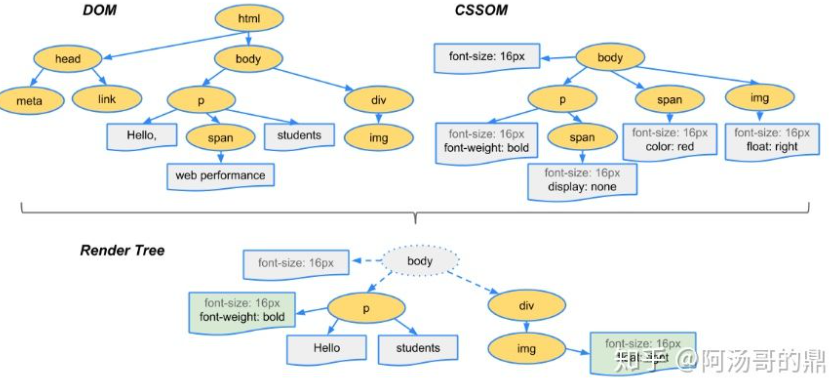 DOM
CSSOM
html
head
body
meta
link
p
div
Hello,
span
students
img
web performance
font-size: 16px
body
p
span
img
font-size: 16px
font-weight: bold
span
font-size: 16px
color: red
font-size: 16px
float: right
font-size: 16px
display: none
Render Tree
font-size: 16px
body
font-size: 16px
font-weight: bold
p
div
Hello
students
img
font-size: 16px
知乎 @阿汤哥的鼎